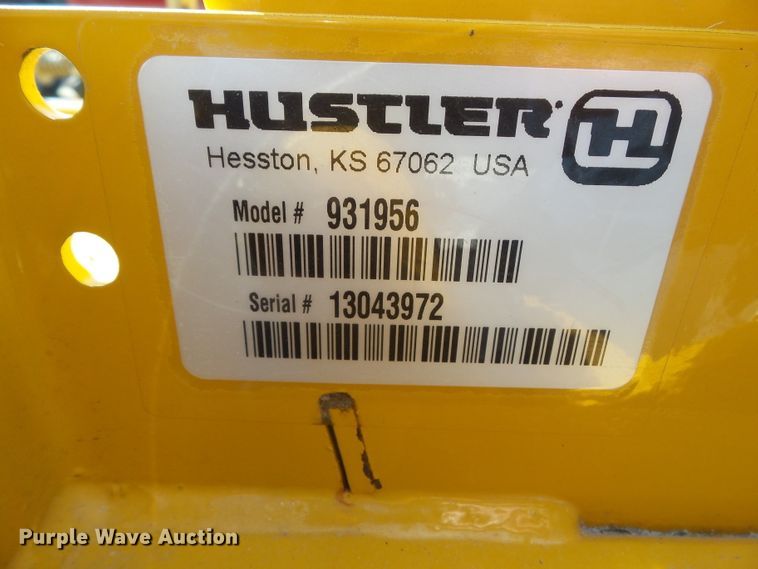 HUSTLER
H
Hesston, KS 67062 USA
Model # 931956
Serial # 13043972
Purple Wave Auction